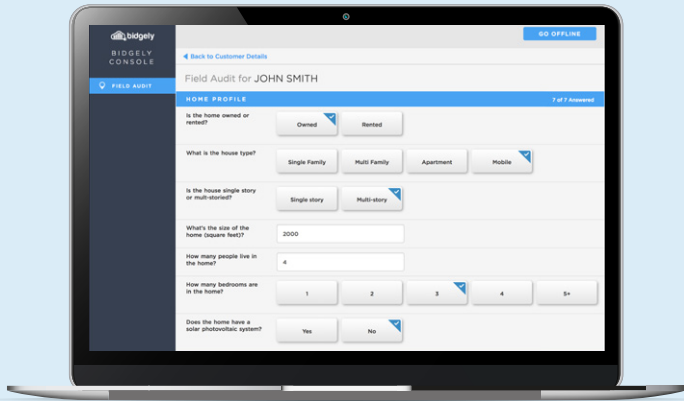 bidgely
GO OFFLINE
BIDGELY
CONSOLE
Back to Customer Details
FIELD AUDIT
Field Audit for JOHN SMITH
HOME PROFILE 7 of 7 Answered
Is the home owned or
rented?
Owned Rented
What is the house type?
Single Family Multi Family Apartment Mobile
Is the house single story
or mult-storied?
Single story Multi-story
What's the size of the
home (square feet)?
2000
How many people live in
the home?
4
How many bedrooms are
in the home?
1 2 3 4 5+
Does the home have a
solar photovoltaic system?
Yes No